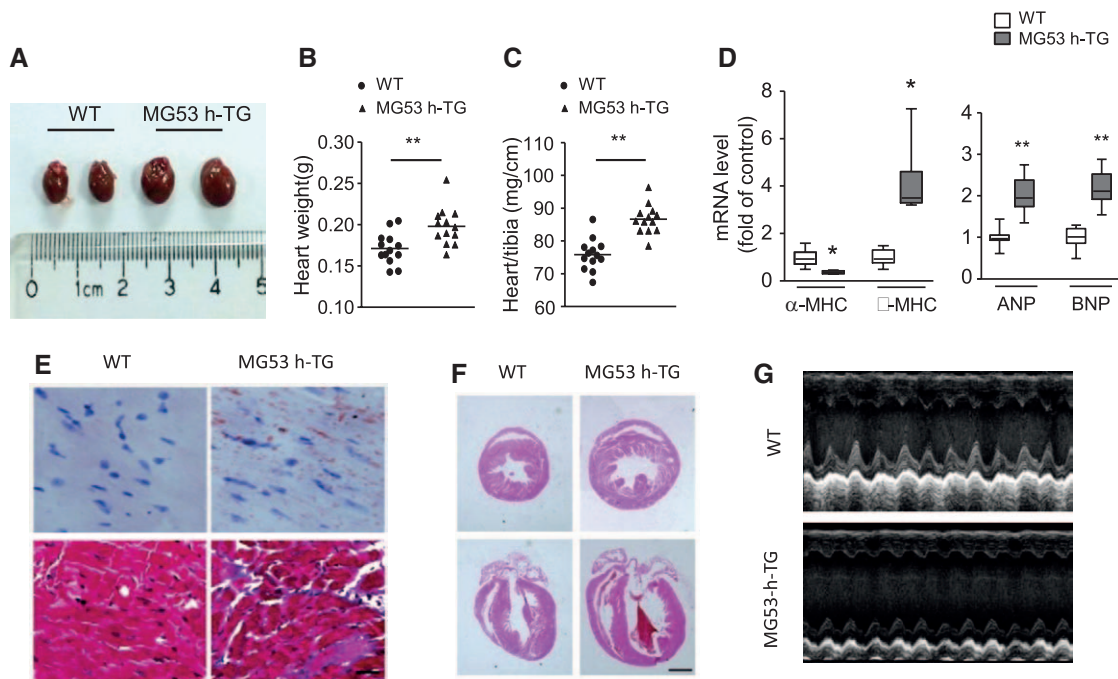 A
WT MG53 h-TG
0 1cm 2 3 4 5
B
WT
MG53 h-TG
**
Heart weight(g)
0.30
0.25
0.20
0.15
0.10
C
WT
MG53 h-TG
**
Heart/tibia (mg/cm)
110
100
90
80
70
60
D
WT
MG53 h-TG
mRNA level
(fold of control)
8
6
4
2
0
*
*
α-MHC □-MHC
4
3
2
1
0
**
**
ANP BNP
E
WT MG53 h-TG
F
WT MG53 h-TG
G
WT
MG53-h-TG